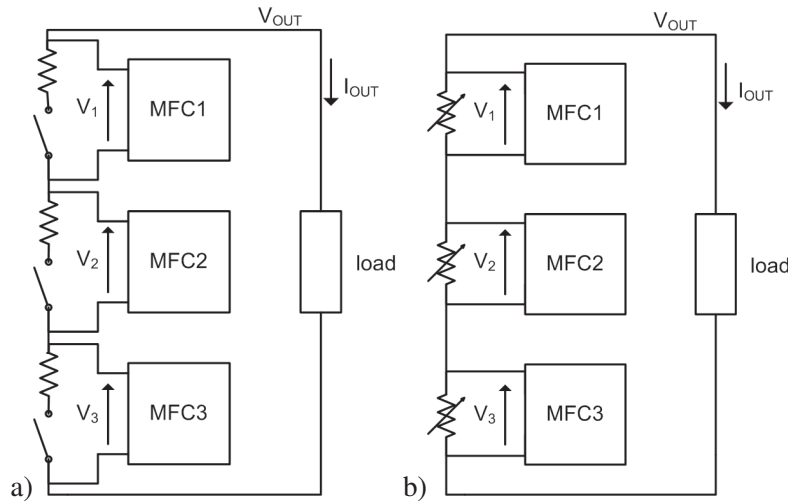 V_OUT
I_OUT
V_1
MFC1
V_2
MFC2
load
V_3
MFC3
a)
V_OUT
I_OUT
V_1
MFC1
V_2
MFC2
load
V_3
MFC3
b)